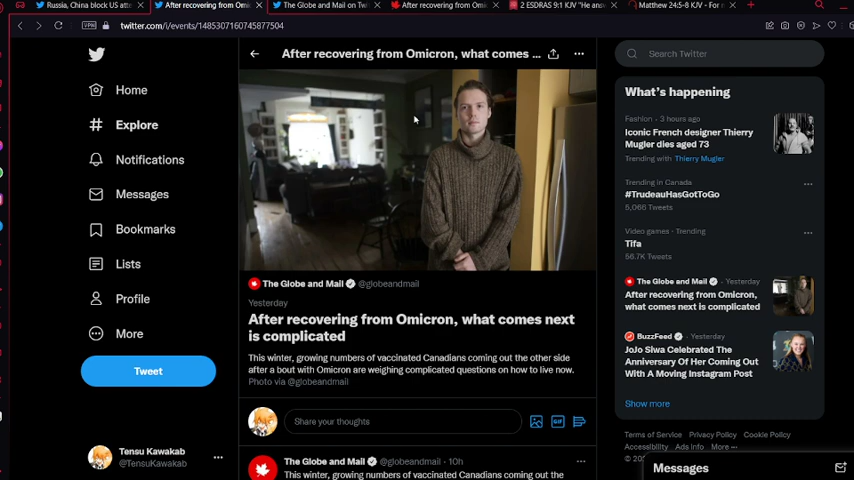 Russia, China block US att
After recovering from Omic
The Globe and Mail on Tw
After recovering from Omic
2 ESDRAS 9:1 KJV "He answ
Matthew 24:5-8 KJV - For m
VPN
twitter.com/i/events/1485307160745877504
After recovering from Omicron, what comes ...
Search Twitter
Home
Explore
Notifications
Messages
Bookmarks
Lists
Profile
More
Tweet
Tensu Kawakab
@TensuKawakab
The Globe and Mail @globeandmail
Yesterday
After recovering from Omicron, what comes next
is complicated
This winter, growing numbers of vaccinated Canadians coming out the other side
after a bout with Omicron are weighing complicated questions on how to live now.
Photo via @globeandmail
Share your thoughts
GIF
The Globe and Mail @globeandmail · 10h
This winter, growing numbers of vaccinated Canadians coming out the
What's happening
Fashion · 3 hours ago
Iconic French designer Thierry
Mugler dies aged 73
Trending with Thierry Mugler
Trending in Canada
#TrudeauHasGotToGo
5,066 Tweets
Video games · Trending
Tifa
56.7K Tweets
The Globe and Mail · Yesterday
After recovering from Omicron,
what comes next is complicated
BuzzFeed · Yesterday
JoJo Siwa Celebrated The
Anniversary Of Her Coming Out
With A Moving Instagram Post
Show more
Terms of Service Privacy Policy Cookie Policy
Accessibility Ads info More ···
Messages